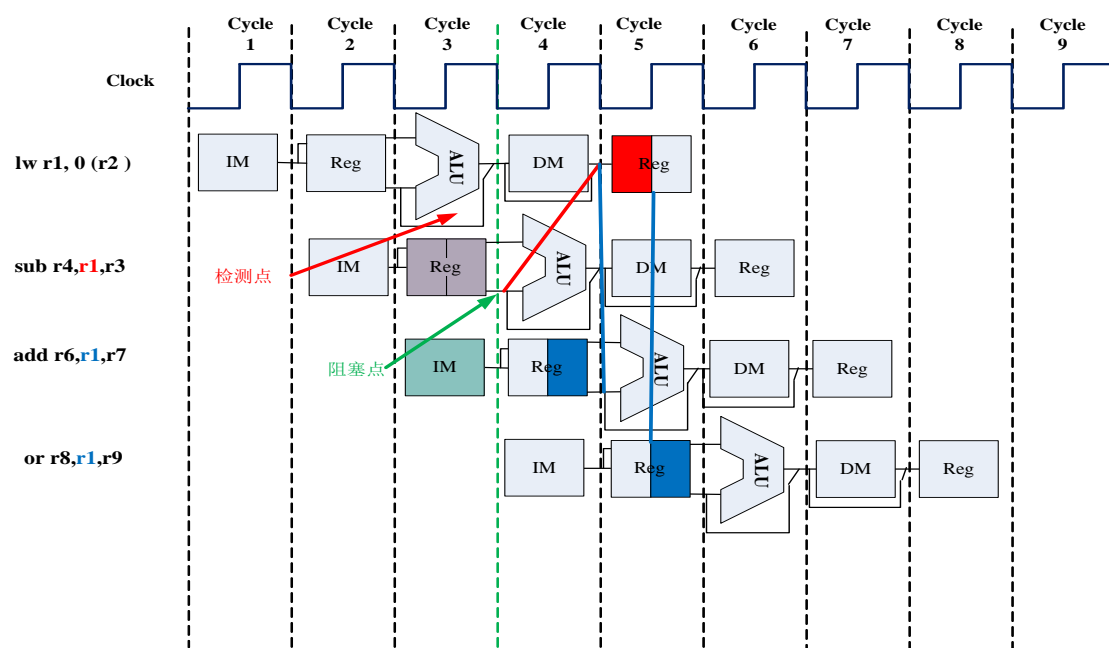 Cycle 1
Cycle 2
Cycle 3
Cycle 4
Cycle 5
Cycle 6
Cycle 7
Cycle 8
Cycle 9
Clock
lw r1, 0 (r2 )
IM
Reg
ALU
DM
Reg
sub r4,r1,r3
IM
Reg
ALU
DM
Reg
检测点
add r6,r1,r7
IM
Reg
ALU
DM
Reg
阻塞点
or r8,r1,r9
IM
Reg
ALU
DM
Reg